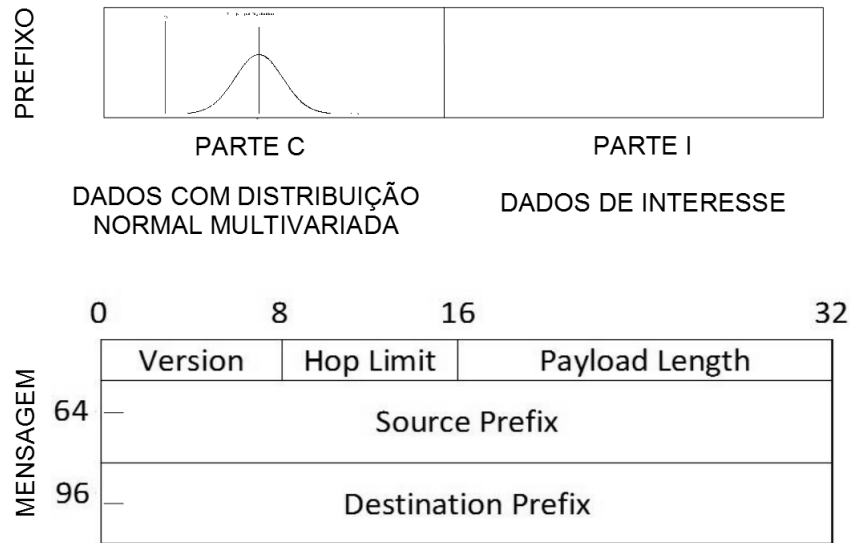 PREFIXO
PARTE C
PARTE I
DADOS COM DISTRIBUIÇÃO
NORMAL MULTIVARIADA
DADOS DE INTERESSE
0 8 16 32
MENSAGEM
Version Hop Limit Payload Length
64
Source Prefix
96
Destination Prefix